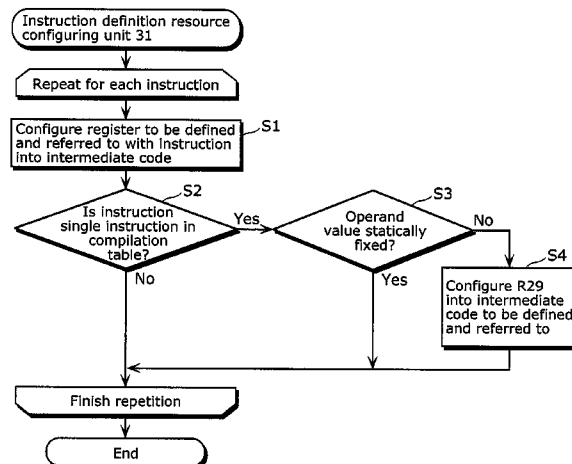 Instruction definition resource
configuring unit 31
Repeat for each instruction
S1
Configure register to be defined
and referred to with instruction
into intermediate code
S2
Is instruction
single instruction in
compilation
table?
Yes
No
S3
Operand
value statically
fixed?
No
Yes
S4
Configure R29
into intermediate
code to be defined
and referred to
Finish repetition
End